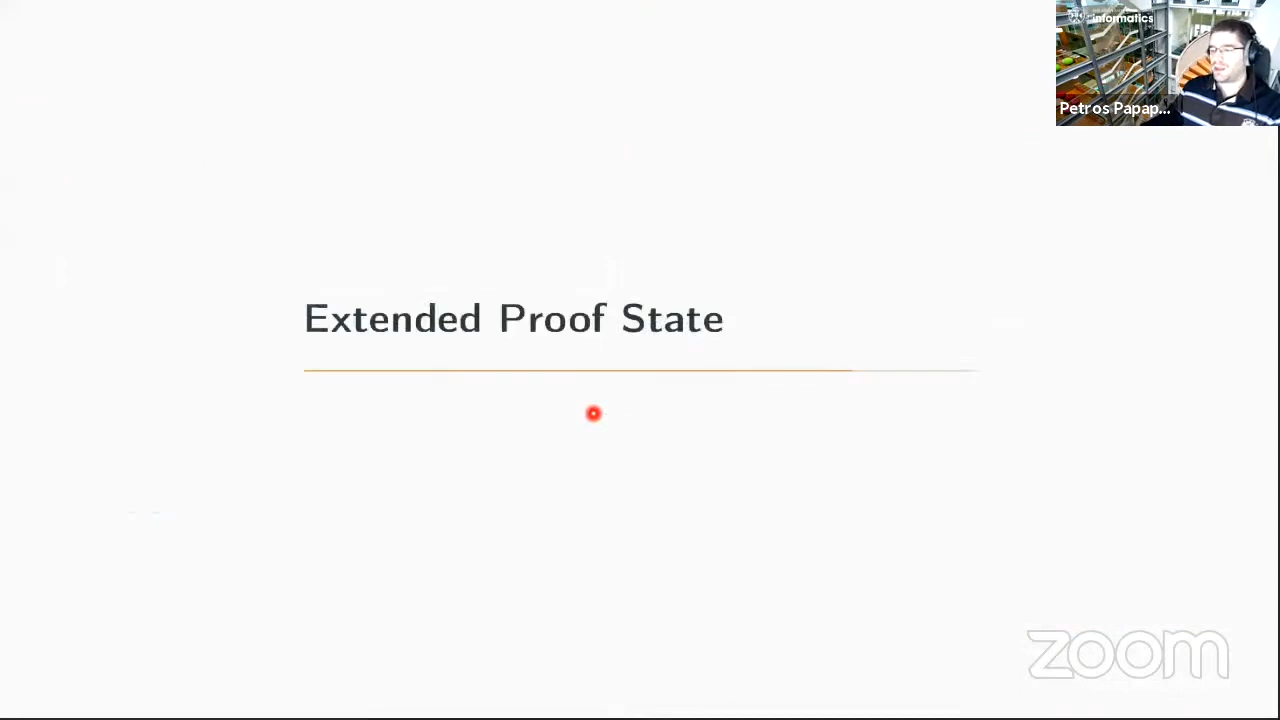 informatics
Petros Papap...
Extended Proof State
zoom